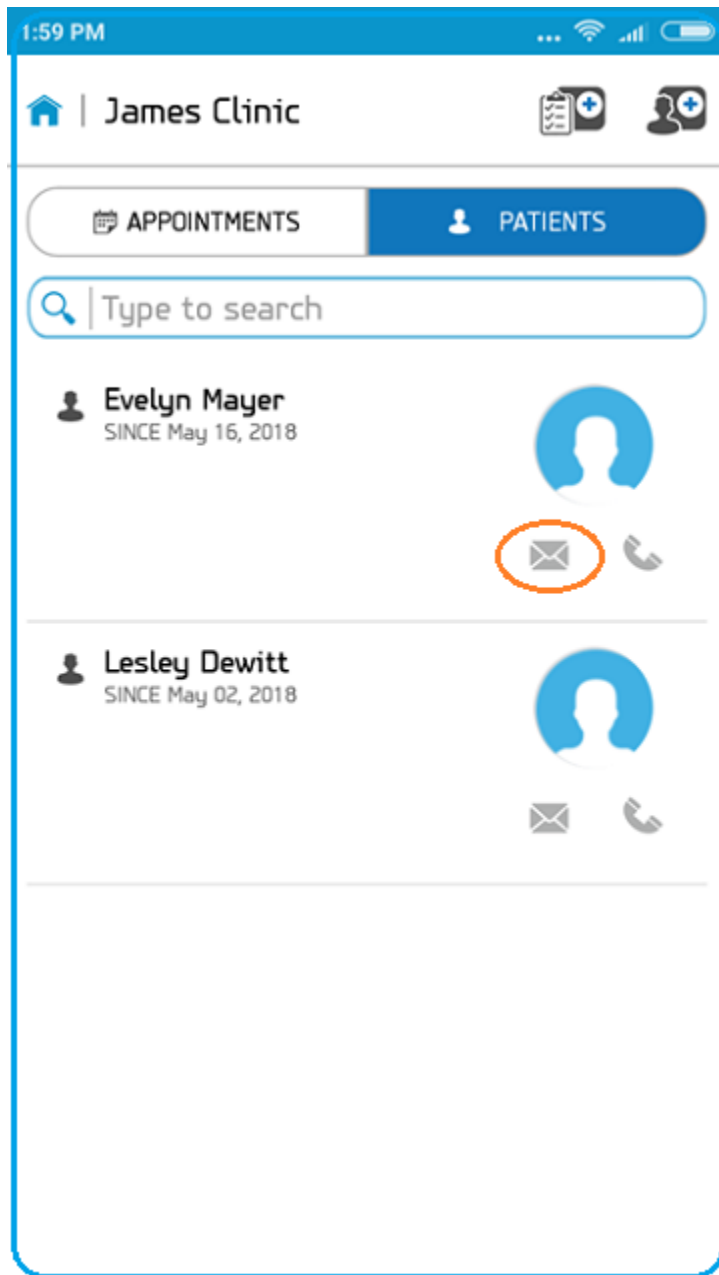 1:59 PM
James Clinic
APPOINTMENTS
PATIENTS
Type to search
Evelyn Mayer
SINCE May 16, 2018
Lesley Dewitt
SINCE May 02, 2018